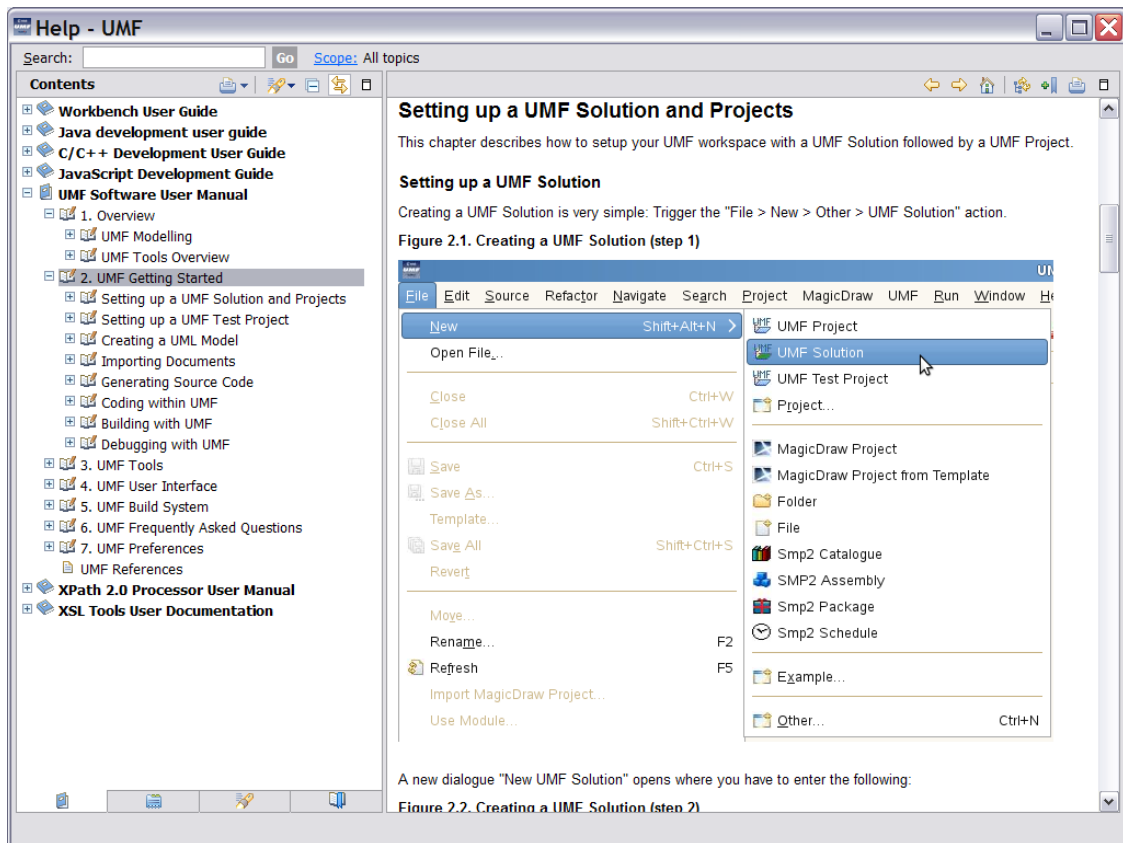 Help - UMF
Search:
Go
Scope: All topics
Contents
Workbench User Guide
Java development user guide
C/C++ Development User Guide
JavaScript Development Guide
UMF Software User Manual
1. Overview
UMF Modelling
UMF Tools Overview
2. UMF Getting Started
Setting up a UMF Solution and Projects
Setting up a UMF Test Project
Creating a UML Model
Importing Documents
Generating Source Code
Coding within UMF
Building with UMF
Debugging with UMF
3. UMF Tools
4. UMF User Interface
5. UMF Build System
6. UMF Frequently Asked Questions
7. UMF Preferences
UMF References
XPath 2.0 Processor User Manual
XSL Tools User Documentation
Setting up a UMF Solution and Projects
This chapter describes how to setup your UMF workspace with a UMF Solution followed by a UMF Project.
Setting up a UMF Solution
Creating a UMF Solution is very simple: Trigger the "File > New > Other > UMF Solution" action.
Figure 2.1. Creating a UMF Solution (step 1)
File Edit Source Refactor Navigate Search Project MagicDraw UMF Run Window
New Shift+Alt+N
Open File...
Close Ctrl+W
Close All Shift+Ctrl+W
Save Ctrl+S
Save As...
Template...
Save All Shift+Ctrl+S
Revert
Move...
Rename... F2
Refresh F5
Import MagicDraw Project...
Use Module...
UMF Project
UMF Solution
UMF Test Project
Project...
MagicDraw Project
MagicDraw Project from Template
Folder
File
Smp2 Catalogue
SMP2 Assembly
Smp2 Package
Smp2 Schedule
Example...
Other... Ctrl+N
A new dialogue "New UMF Solution" opens where you have to enter the following:
Figure 2.2. Creating a UMF Solution (step 2)